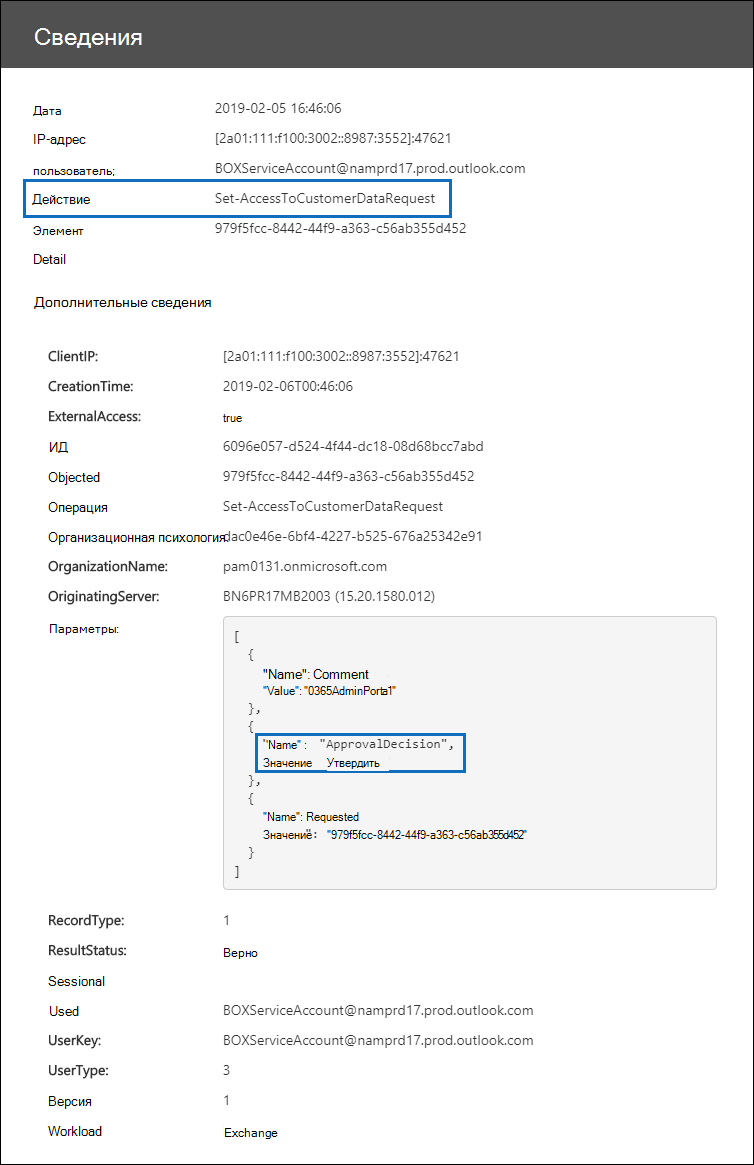 Сведения
Дата 2019-02-05 16:46:06
IP-адрес [2a01:111:f100:3002::8987:3552]:47621
пользователь; BOXServiceAccount@namprd17.prod.outlook.com
Действие Set-AccessToCustomerDataRequest
Элемент 979f5fcc-8442-44f9-a363-c56ab355d452
Detail
Дополнительные сведения
ClientIP: [2a01:111:f100:3002::8987:3552]:47621
CreationTime: 2019-02-06T00:46:06
ExternalAccess: true
ИД 6096e057-d524-4f44-dc18-08d68bcc7abd
Objected 979f5fcc-8442-44f9-a363-c56ab355d452
Операция Set-AccessToCustomerDataRequest
Организационная психология dac0e46e-6bf4-4227-b525-676a25342e91
OrganizationName: pam0131.onmicrosoft.com
OriginatingServer: BN6PR17MB2003 (15.20.1580.012)
Параметры:
[
{
"Name": Comment
"Value": "0365AdminPorta1"
},
{
"Name" : "ApprovalDecision",
Значение Утвердить
},
{
"Name": Requested
Значение": "979f5fcc-8442-44f9-a363-c56ab355d452"
}
]
RecordType: 1
ResultStatus: Верно
Sessional
Used BOXServiceAccount@namprd17.prod.outlook.com
UserKey: BOXServiceAccount@namprd17.prod.outlook.com
UserType: 3
Версия 1
Workload Exchange